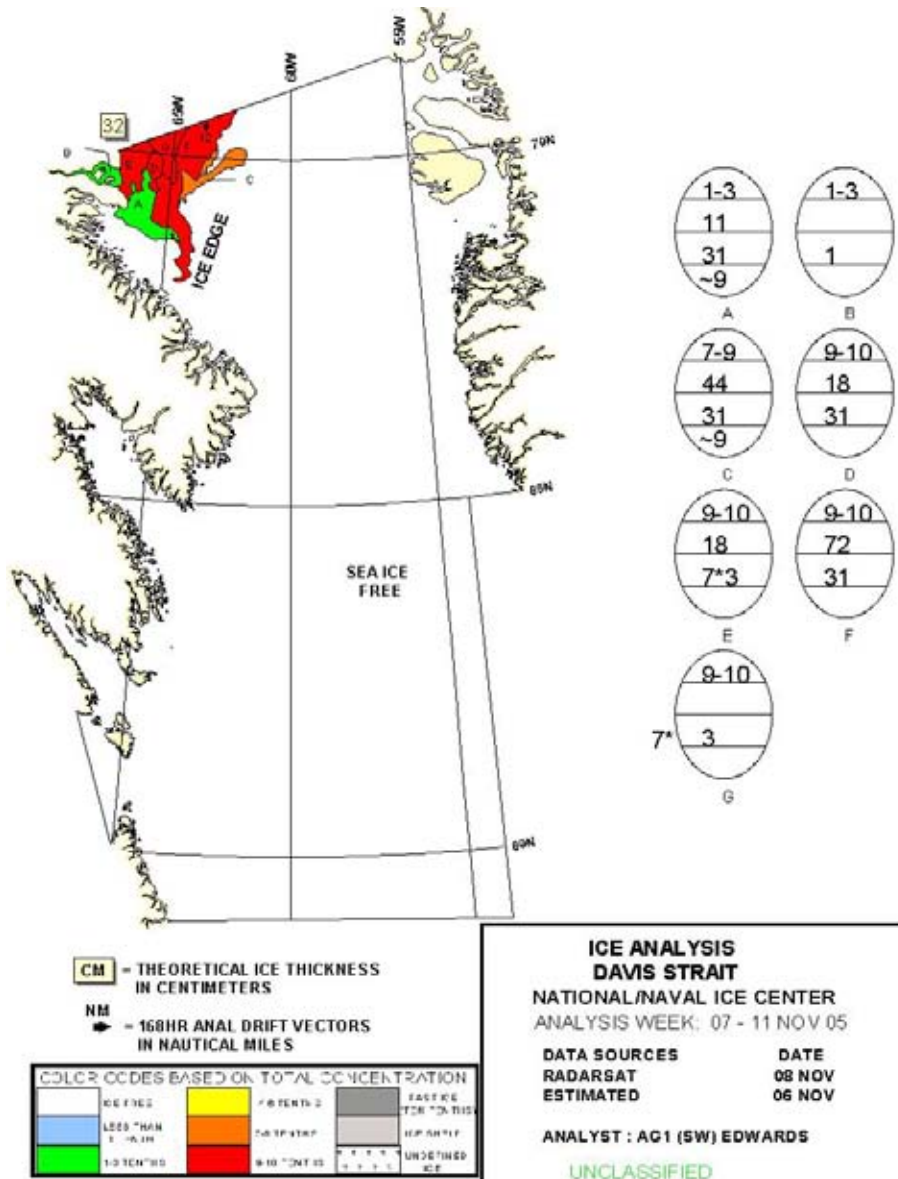 55W
60W
65W
32
70N
B
C
A
ICE EDGE
1-3
11
31
~9
A
1-3
1
B
7-9
44
31
~9
C
9-10
18
31
D
9-10
18
7*3
E
9-10
72
31
F
9-10
7* 3
G
65N
SEA ICE
FREE
60N
CM = THEORETICAL ICE THICKNESS
IN CENTIMETERS
NM
= 168HR ANAL DRIFT VECTORS
IN NAUTICAL MILES
COLOR CODES BASED ON TOTAL CONCENTRATION
ICE FREE
LESS THAN
1-3 TENTHS
9-10 TENTHS
ICE SHELF
UNDEFINED
ICE
ICE ANALYSIS
DAVIS STRAIT
NATIONAL/NAVAL ICE CENTER
ANALYSIS WEEK: 07 - 11 NOV 05
DATA SOURCES DATE
RADARSAT 08 NOV
ESTIMATED 06 NOV
ANALYST : AG1 (SW) EDWARDS
UNCLASSIFIED